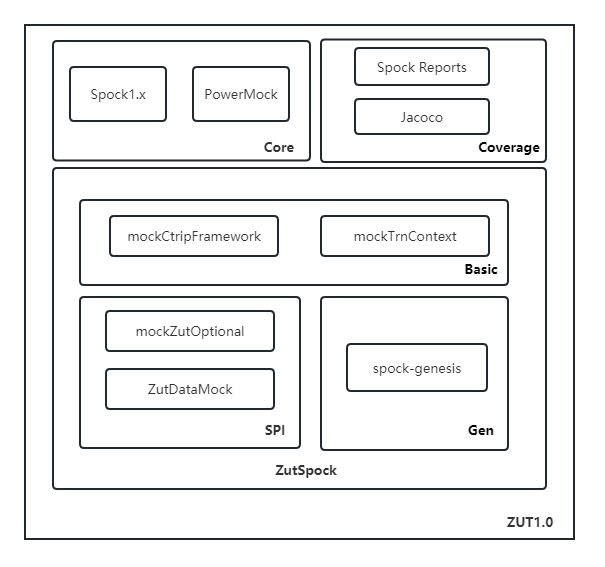 Spock1.x
PowerMock
Core
Spock Reports
Jacoco
Coverage
mockCtripFramework
mockTrnContext
Basic
mockZutOptional
ZutDataMock
SPI
spock-genesis
Gen
ZutSpock
ZUT1.0